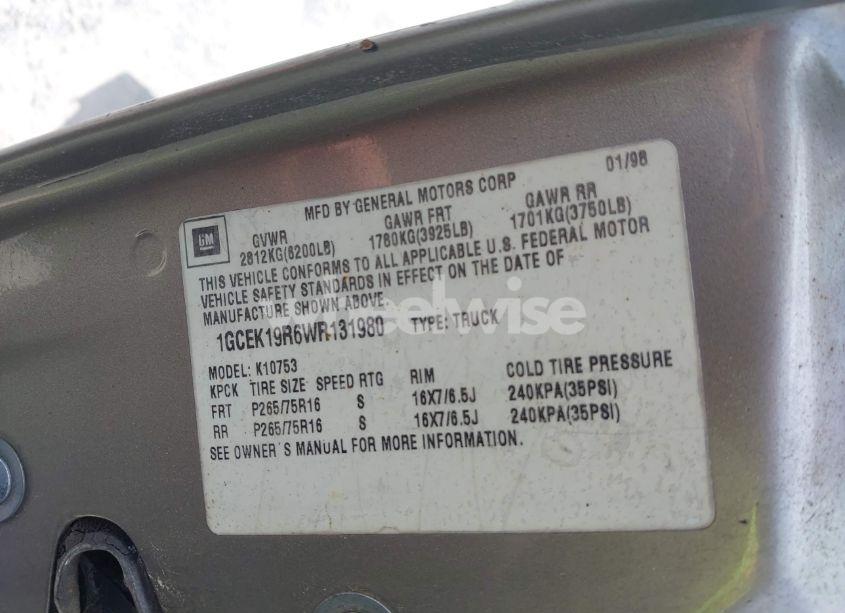 01/98
MFD BY GENERAL MOTORS CORP
GM
GVWR GAWR FRT GAWR RR
2812KG(6200LB) 1780KG(3925LB) 1701KG(3750LB)
THIS VEHICLE CONFORMS TO ALL APPLICABLE U.S. FEDERAL MOTOR
VEHICLE SAFETY STANDARDS IN EFFECT ON THE DATE OF
MANUFACTURE SHOWN ABOVE.
1GCEK19R6WR131980 TYPE: TRUCK
wheelwise
MODEL: K10753
KPCK TIRE SIZE SPEED RTG RIM COLD TIRE PRESSURE
FRT P265/75R16 S 16X7/6.5J 240KPA(35PSI)
RR P265/75R16 S 16X7/6.5J 240KPA(35PSI)
SEE OWNER'S MANUAL FOR MORE INFORMATION.